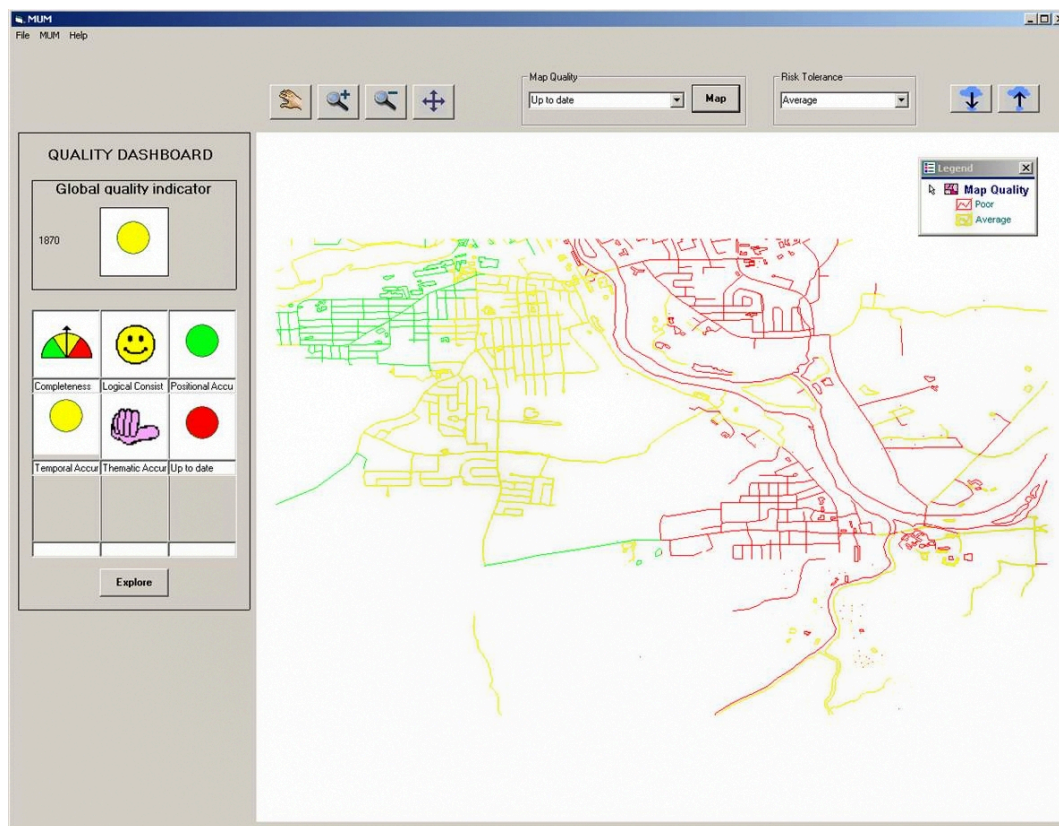 MUM
File MUM Help
Map Quality
Up to date
Map
Risk Tolerance
Average
QUALITY DASHBOARD
Global quality indicator
1870
Completeness Logical Consist Positional Accu
Temporal Accur Thematic Accur Up to date
Explore
Legend
Map Quality
Poor
Average